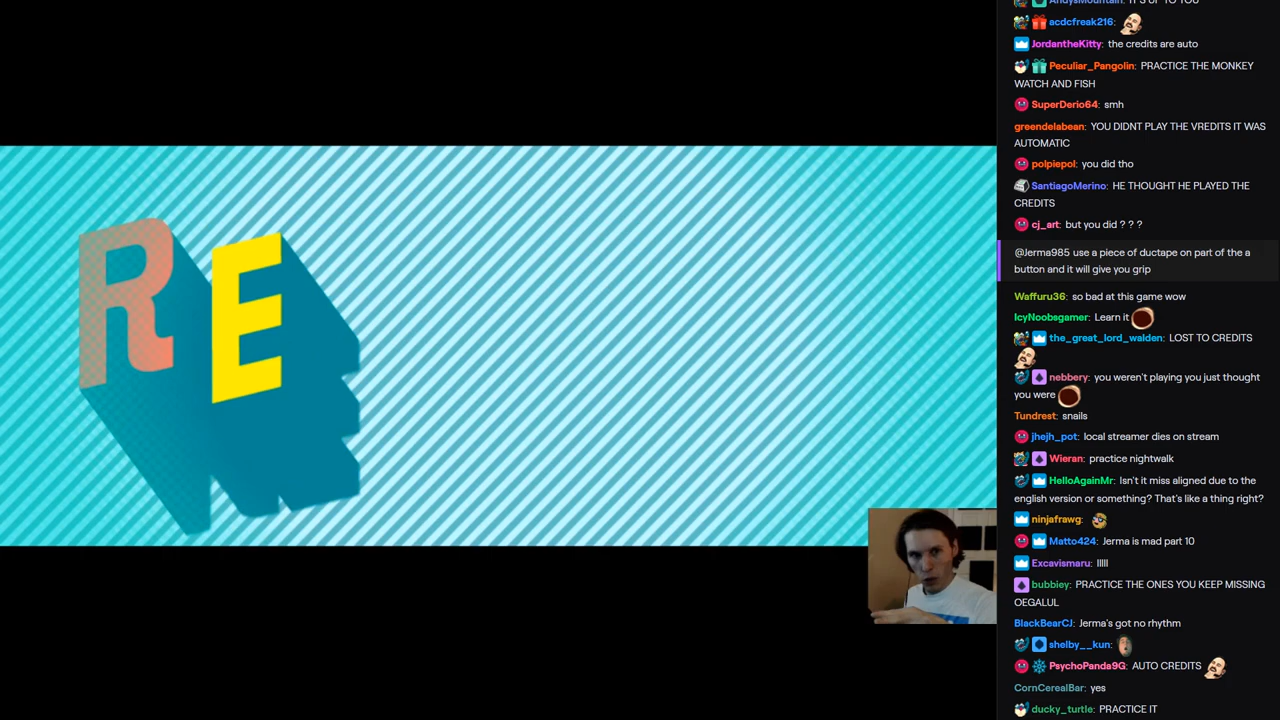 RE
AndysMountain: IT'S UP TO YOU
acdcfreak216:
JordantheKitty: the credits are auto
Peculiar_Pangolin: PRACTICE THE MONKEY
WATCH AND FISH
SuperDerio64: smh
greendelabean: YOU DIDNT PLAY THE VREDITS IT WAS
AUTOMATIC
polpiepol: you did tho
SantiagoMerino: HE THOUGHT HE PLAYED THE
CREDITS
cj_art: but you did ? ? ?
@Jerma985 use a piece of ductape on part of the a
button and it will give you grip
Waffuru36: so bad at this game wow
IcyNoobsgamer: Learn it
the_great_lord_walden: LOST TO CREDITS
nebbery: you weren't playing you just thought
you were
Tundrest: snails
jhejh_pot: local streamer dies on stream
Wieran: practice nightwalk
HelloAgainMr: Isn't it miss aligned due to the
english version or something? That's like a thing right?
ninjafrawg:
Matto424: Jerma is mad part 10
Excavismaru: lllll
bubbiey: PRACTICE THE ONES YOU KEEP MISSING
OEGALUL
BlackBearCJ: Jerma's got no rhythm
shelby__kun:
PsychoPanda9G: AUTO CREDITS
CornCerealBar: yes
ducky_turtle: PRACTICE IT